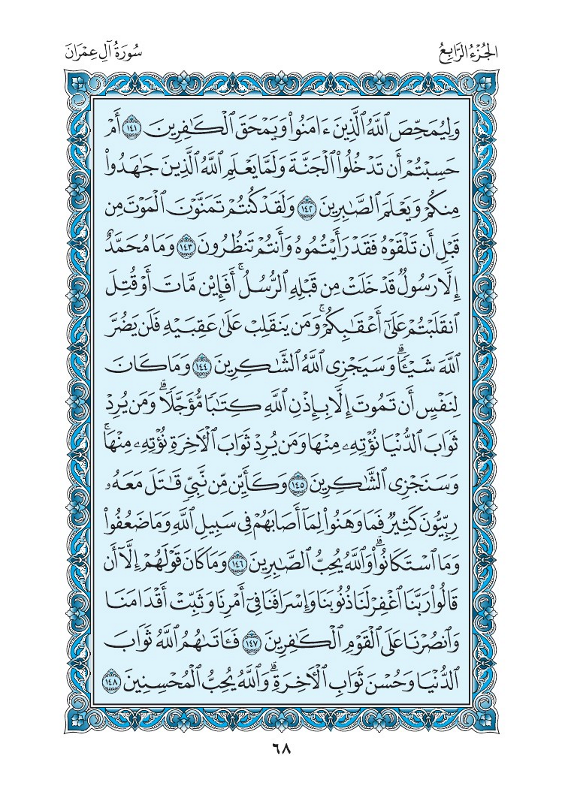 الجُزْءُ الرَّابِعُ
سُورَةُ آلِ عِمْرَانَ
وَلِيُمَحِّصَ ٱللَّهُ ٱلَّذِينَ ءَامَنُوا۟ وَيَمْحَقَ ٱلْكَٰفِرِينَ ١٤١ أَمْ
حَسِبْتُمْ أَن تَدْخُلُوا۟ ٱلْجَنَّةَ وَلَمَّا يَعْلَمِ ٱللَّهُ ٱلَّذِينَ جَٰهَدُوا۟
مِنكُمْ وَيَعْلَمَ ٱلصَّٰبِرِينَ ١٤٢ وَلَقَدْ كُنتُمْ تَمَنَّوْنَ ٱلْمَوْتَ مِن
قَبْلِ أَن تَلْقَوْهُ فَقَدْ رَأَيْتُمُوهُ وَأَنتُمْ تَنظُرُونَ ١٤٣ وَمَا مُحَمَّدٌ
إِلَّا رَسُولٌ قَدْ خَلَتْ مِن قَبْلِهِ ٱلرُّسُلُ ۚ أَفَإِي۟ن مَّاتَ أَوْ قُتِلَ
ٱنقَلَبْتُمْ عَلَىٰٓ أَعْقَٰبِكُمْ ۚ وَمَن يَنقَلِبْ عَلَىٰ عَقِبَيْهِ فَلَن يَضُرَّ
ٱللَّهَ شَيْـًٔا ۗ وَسَيَجْزِى ٱللَّهُ ٱلشَّٰكِرِينَ ١٤٤ وَمَا كَانَ
لِنَفْسٍ أَن تَمُوتَ إِلَّا بِإِذْنِ ٱللَّهِ كِتَٰبًا مُّؤَجَّلًا ۗ وَمَن يُرِدْ
ثَوَابَ ٱلدُّنْيَا نُؤْتِهِۦ مِنْهَا وَمَن يُرِدْ ثَوَابَ ٱلْءَاخِرَةِ نُؤْتِهِۦ مِنْهَا ۚ
وَسَنَجْزِى ٱلشَّٰكِرِينَ ١٤٥ وَكَأَيِّن مِّن نَّبِىٍّ قَٰتَلَ مَعَهُۥ
رِبِّيُّونَ كَثِيرٌ فَمَا وَهَنُوا۟ لِمَآ أَصَابَهُمْ فِى سَبِيلِ ٱللَّهِ وَمَا ضَعُفُوا۟
وَمَا ٱسْتَكَانُوا۟ ۗ وَٱللَّهُ يُحِبُّ ٱلصَّٰبِرِينَ ١٤٦ وَمَا كَانَ قَوْلَهُمْ إِلَّآ أَن
قَالُوا۟ رَبَّنَا ٱغْفِرْ لَنَا ذُنُوبَنَا وَإِسْرَافَنَا فِىٓ أَمْرِنَا وَثَبِّتْ أَقْدَامَنَا
وَٱنصُرْنَا عَلَى ٱلْقَوْمِ ٱلْكَٰفِرِينَ ١٤٧ فَـَٔاتَىٰهُمُ ٱللَّهُ ثَوَابَ
ٱلدُّنْيَا وَحُسْنَ ثَوَابِ ٱلْءَاخِرَةِ ۗ وَٱللَّهُ يُحِبُّ ٱلْمُحْسِنِينَ ١٤٨
٦٨